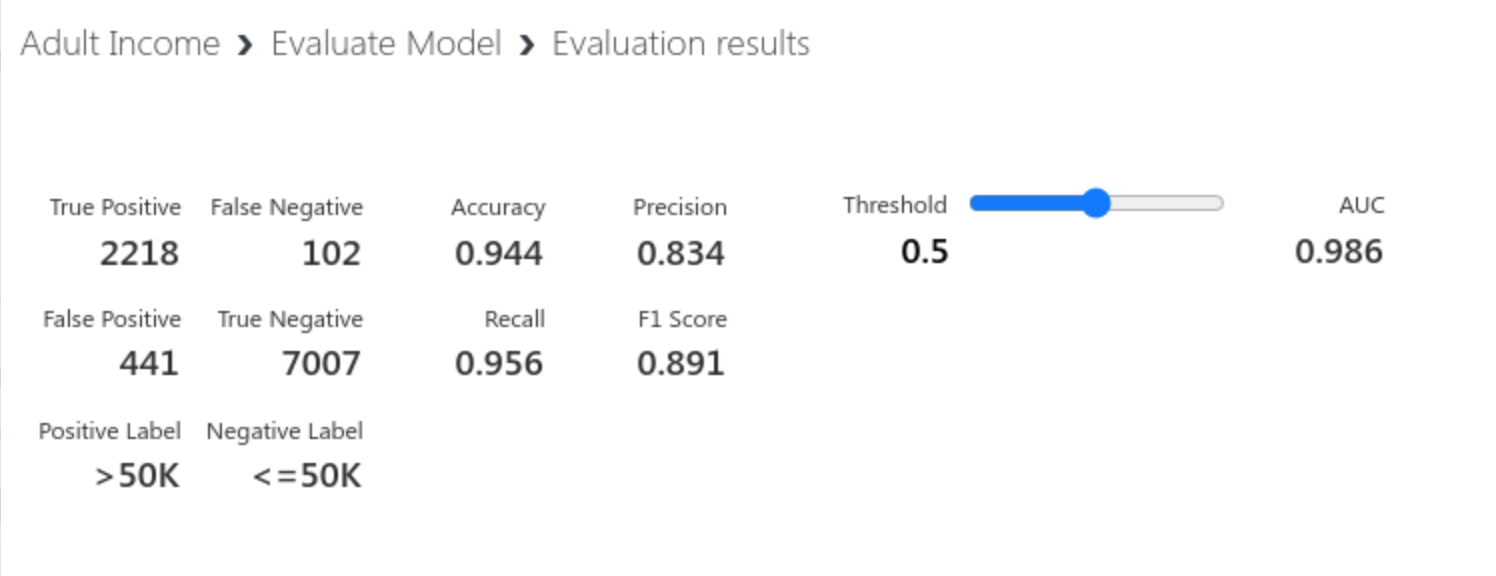 Adult Income › Evaluate Model › Evaluation results
True Positive False Negative Accuracy Precision Threshold AUC
2218 102 0.944 0.834 0.5 0.986
False Positive True Negative Recall F1 Score
441 7007 0.956 0.891
Positive Label Negative Label
>50K <=50K